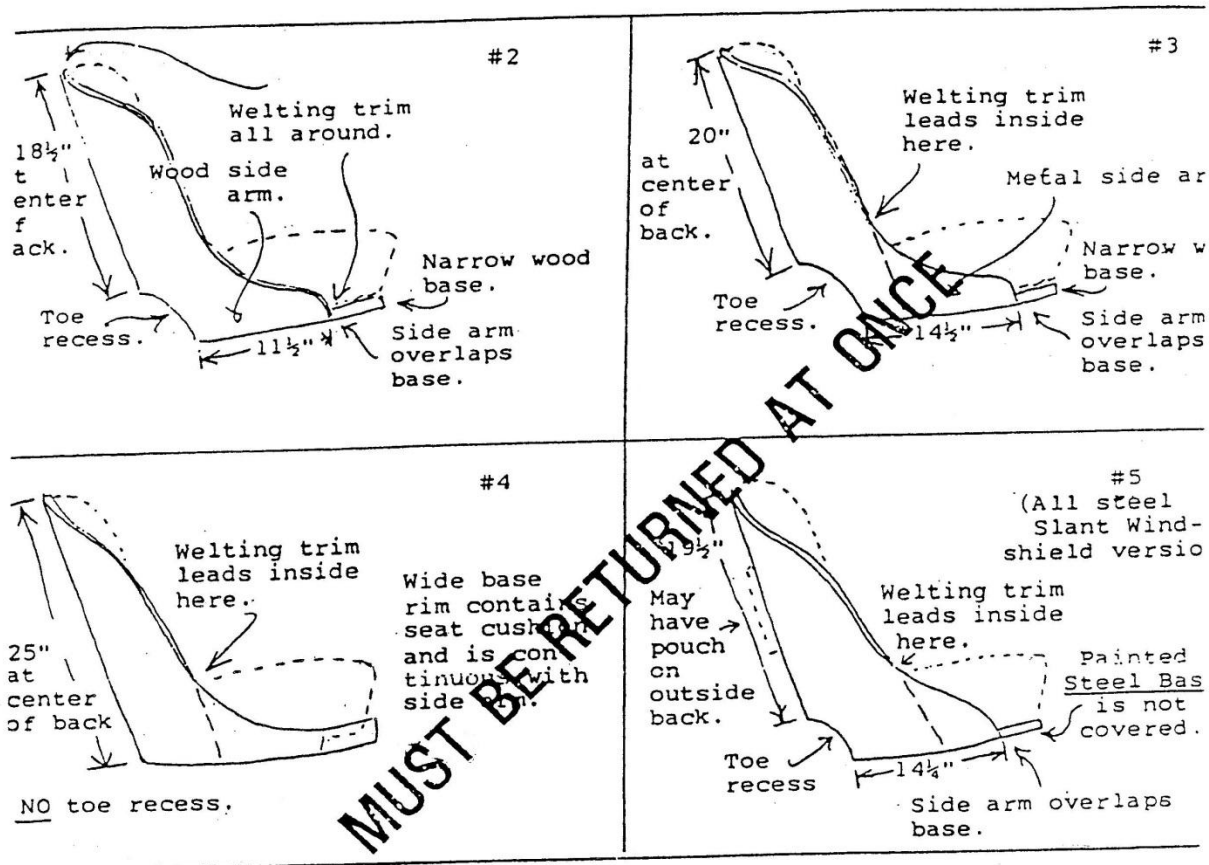 #2
Welting trim
all around.
18½"
t
enter
f
ack.
Wood side
arm.
Narrow wood
base.
Toe
recess.
11½"
Side arm
overlaps
base.
#3
Welting trim
leads inside
here.
20"
at
center
of
back.
Metal side ar
Narrow w
base.
Toe
recess.
14½"
Side arm
overlaps
base.
#4
Welting trim
leads inside
here.
Wide base
rim contains
seat cushion
and is con
tinuous with
side arm.
25"
at
center
of back
NO toe recess.
#5
(All steel
Slant Wind-
shield versio
19½"
May
have
pouch
on
outside
back.
Welting trim
leads inside
here.
Painted
Steel Bas
is not
covered.
Toe
recess
14¼"
Side arm overlaps
base.
MUST BE RETURNED AT ONCE